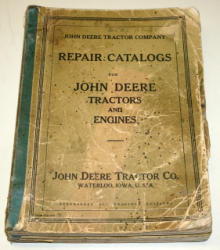 JOHN DEERE TRACTOR COMPANY
REPAIR CATALOGS
FOR
JOHN DEERE
TRACTORS
AND
ENGINES
JOHN DEERE TRACTOR CO.
WATERLOO, IOWA, U.S.A.